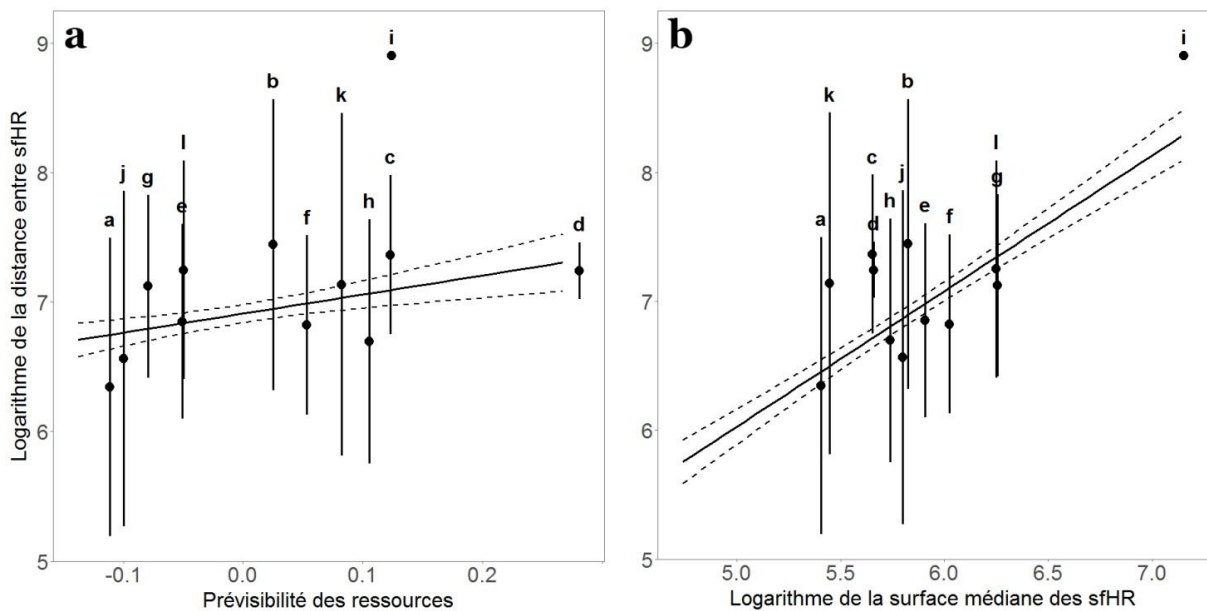 a
b
i
i
b
k
k
b
l
c
l
j
g
c
g
a
e
f
h
d
a
d
h
j
e
f
9
8
7
6
5
9
8
7
6
5
Logarithme de la distance entre sfHR
-0.1 0.0 0.1 0.2
5.0 5.5 6.0 6.5 7.0
Prévisibilité des ressources
Logarithme de la surface médiane des sfHR